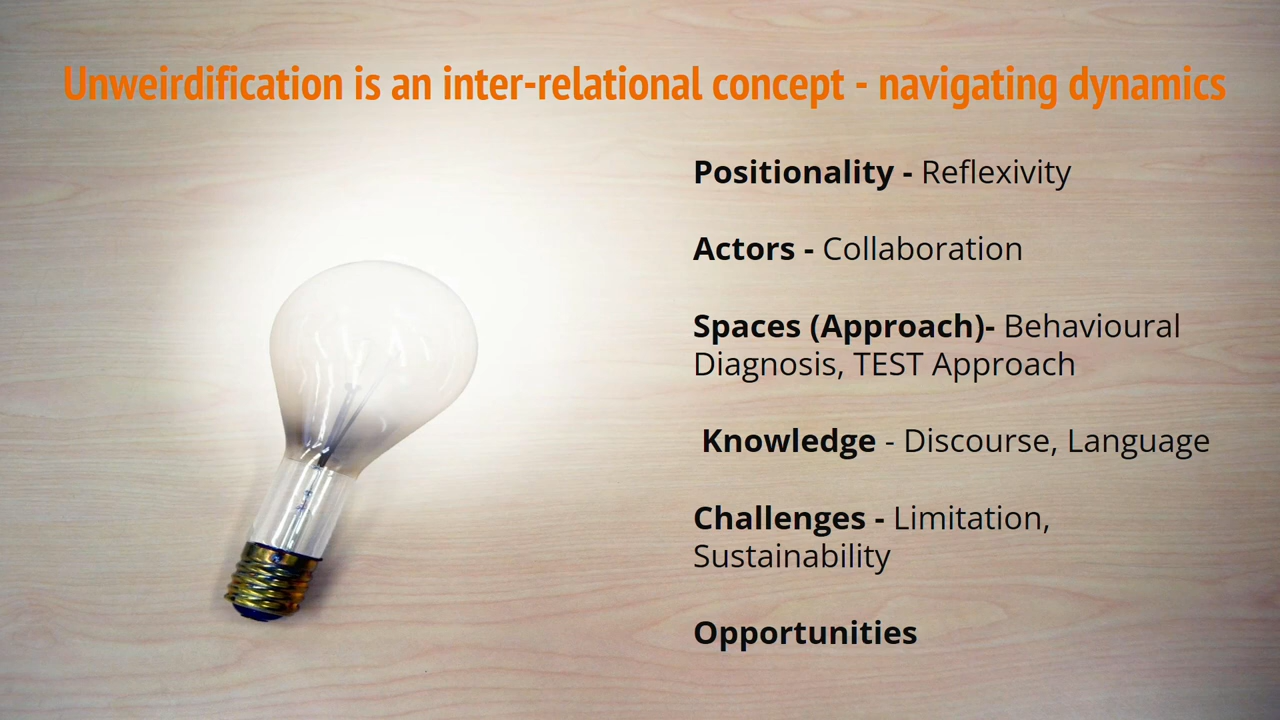 Unweirdification is an inter-relational concept - navigating dynamics
Positionality - Reflexivity
Actors - Collaboration
Spaces (Approach)- Behavioural
Diagnosis, TEST Approach
Knowledge - Discourse, Language
Challenges - Limitation,
Sustainability
Opportunities